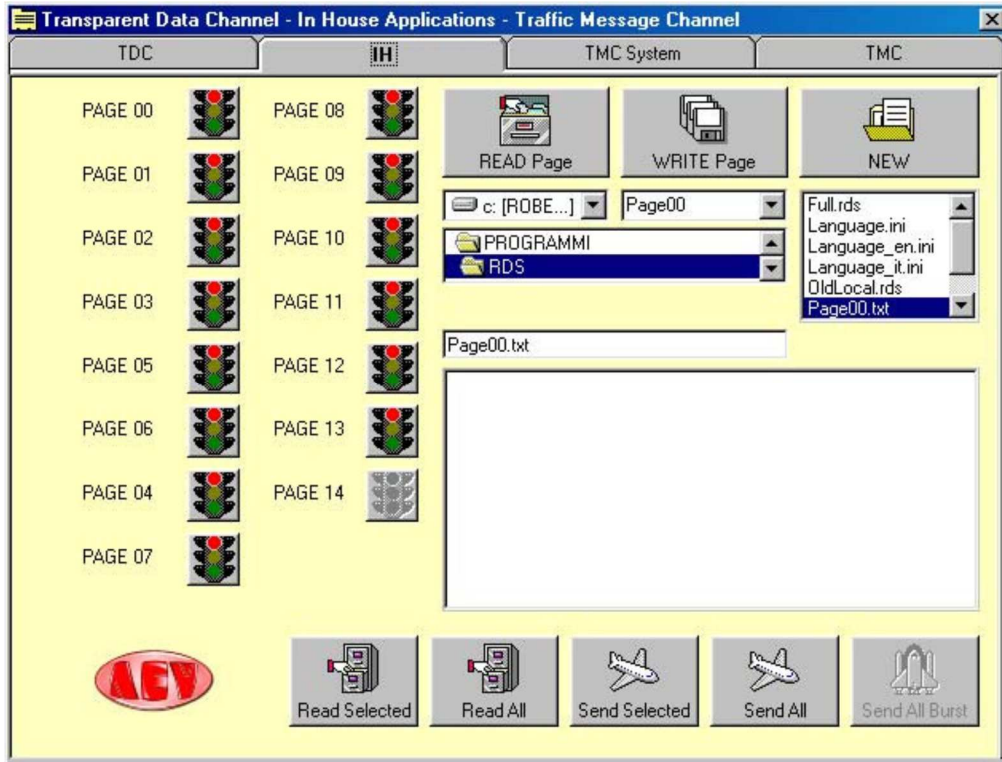 Transparent Data Channel - In House Applications - Traffic Message Channel
TDC
IH
TMC System
TMC
PAGE 00
PAGE 01
PAGE 02
PAGE 03
PAGE 05
PAGE 06
PAGE 04
PAGE 07
PAGE 08
PAGE 09
PAGE 10
PAGE 11
PAGE 12
PAGE 13
PAGE 14
READ Page
WRITE Page
NEW
c: [ROBE...]
Page00
PROGRAMMI
RDS
Full.rds
Language.ini
Language_en.ini
Language_it.ini
OldLocal.rds
Page00.txt
Page00.txt
AEV
Read Selected
Read All
Send Selected
Send All
Send All Burst